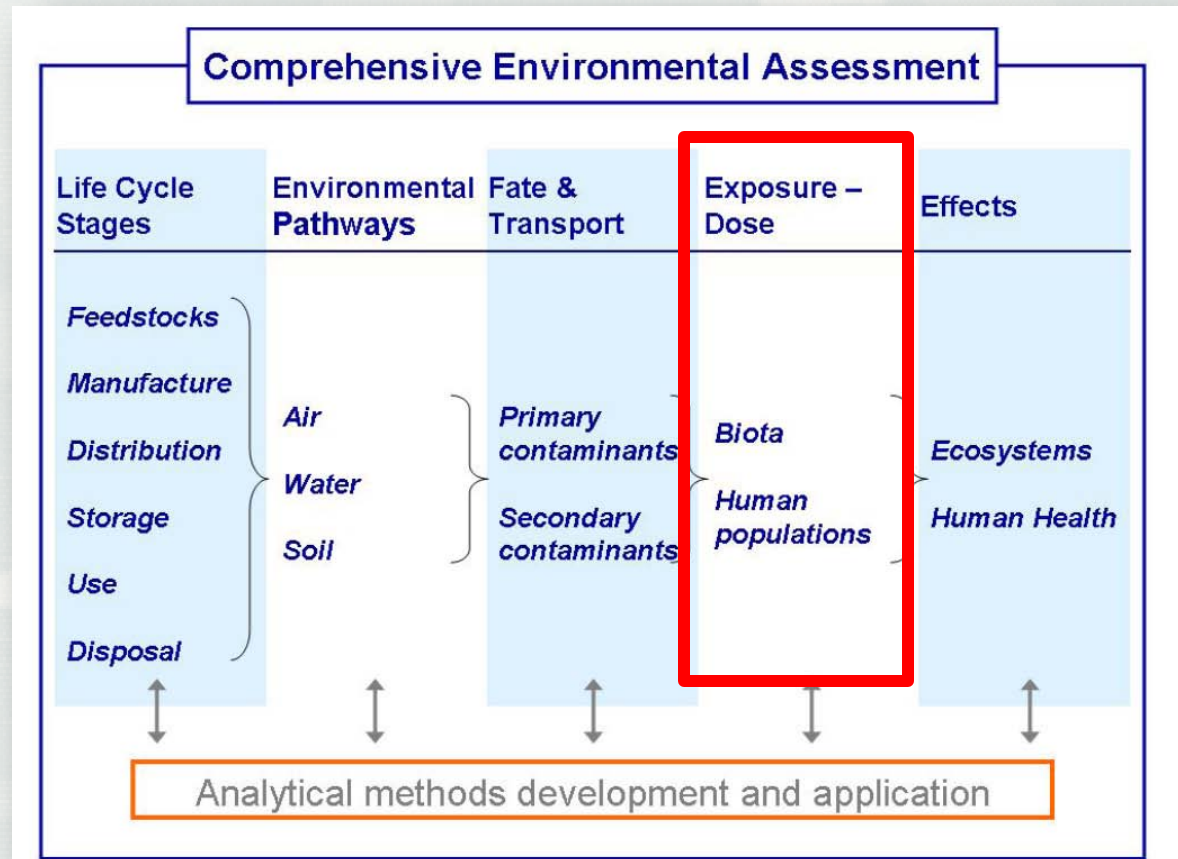 Comprehensive Environmental Assessment
Life Cycle
Stages
Environmental
Pathways
Fate &
Transport
Exposure –
Dose
Effects
Feedstocks
Manufacture
Distribution
Storage
Use
Disposal
Air
Water
Soil
Primary
contaminants
Secondary
contaminants
Biota
Human
populations
Ecosystems
Human Health
Analytical methods development and application